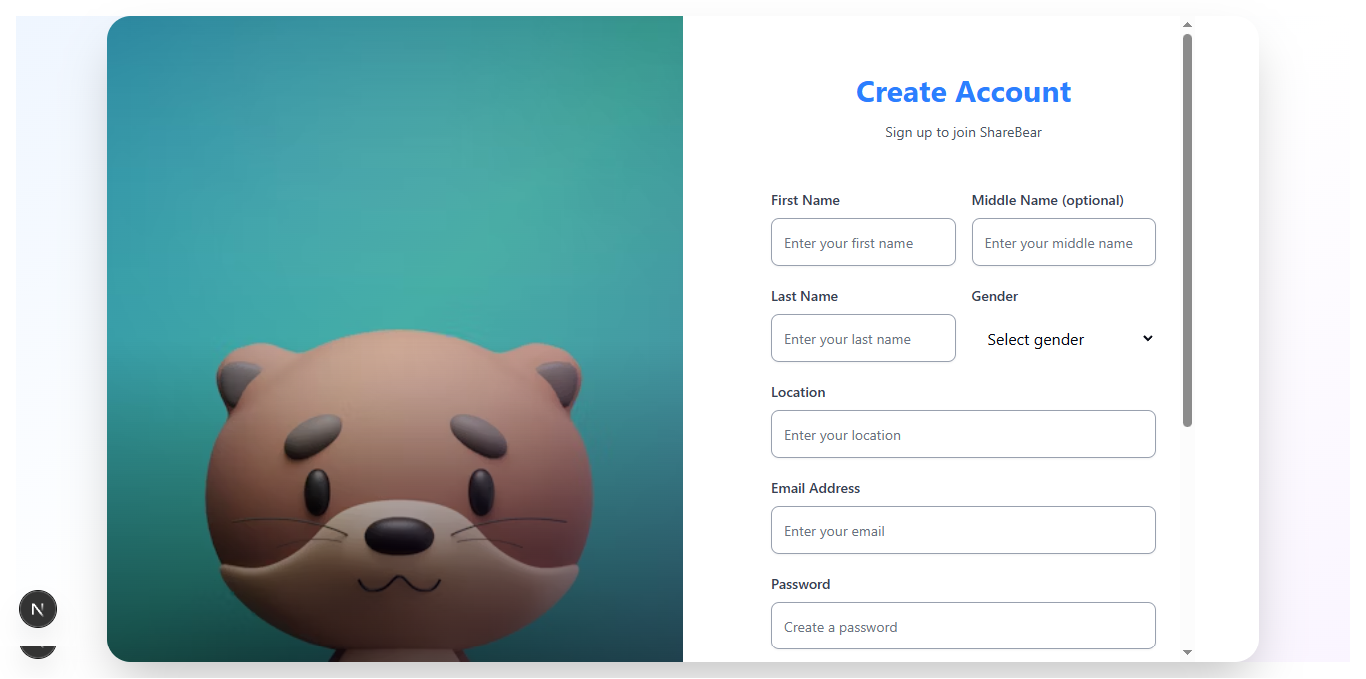 Create Account
Sign up to join ShareBear
First Name
Middle Name (optional)
Enter your first name
Enter your middle name
Last Name
Gender
Enter your last name
Select gender
Location
Enter your location
Email Address
Enter your email
Password
Create a password
N